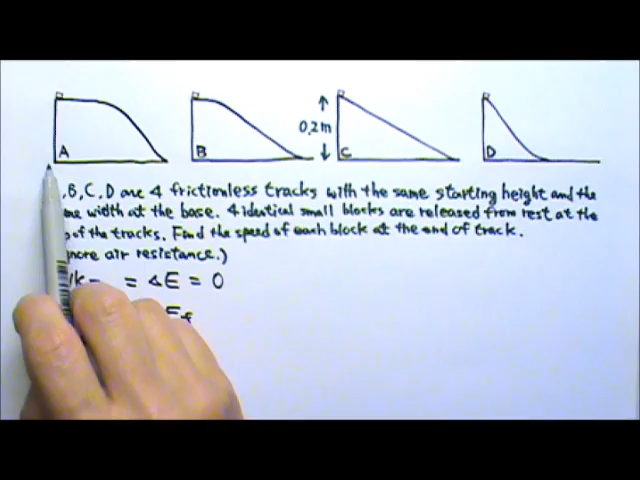 A
B
0.2m
C
D
,B,C,D are 4 frictionless tracks with the same starting height and the
width at the base. 4 identical small blocks are released from rest at the
of the tracks. Find the speed of each block at the end of track.
air resistance.)
= ΔE = 0